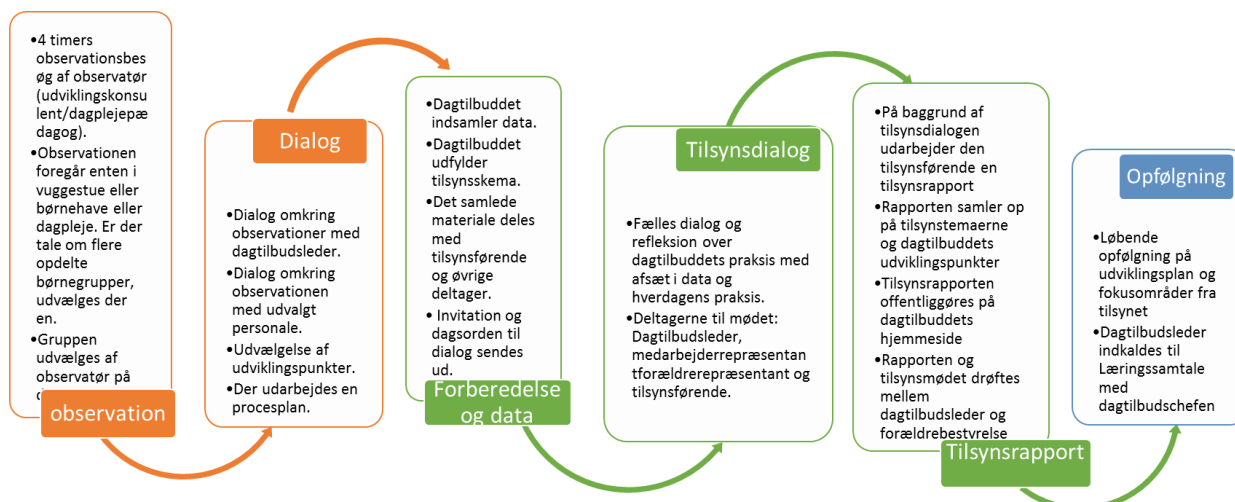 •4 timers
observationsbes
øg af observatør
(udviklingskonsu
lent/dagplejepæ
dagog).
•Observationen
foregår enten i
vuggestue eller
børnehave eller
dagpleje. Er der
tale om flere
opdelte
børnegrupper,
udvælges der
en.
•Gruppen
udvælges af
observatør på
observation
Dialog
•Dialog omkring
observationer med
dagtilbudsleder.
•Dialog omkring
observationen
med udvalgt
personale.
•Udvælgelse af
udviklingspunkter.
•Der udarbejdes en
procesplan.
•Dagtilbuddet
indsamler data.
•Dagtilbuddet
udfylder
tilsynsskema.
•Det samlede
materiale deles
med
tilsynsførende
og øvrige
deltager.
• Invitation og
dagsorden til
dialog sendes
ud.
Forberedelse
og data
Tilsynsdialog
•Fælles dialog og
refleksion over
dagtilbuddets praksis med
afsæt i data og
hverdagens praksis.
•Deltagerne til mødet:
Dagtilbudsleder,
medarbejderrepræsentan
tforældrerepræsentant og
tilsynsførende.
•På baggrund af
tilsynsdialogen
udarbejder den
tilsynsførende en
tilsynsrapport
•Rapporten samler op
på tilsynstemaerne
og dagtilbuddets
udviklingspunkter
•Tilsynsrapporten
offentliggøres på
dagtilbuddets
hjemmeside
•Rapporten og
tilsynsmødet drøftes
mellem
dagtilbudsleder og
forældrebestyrelse
Tilsynsrapport
Opfølgning
•Løbende
opfølgning på
udviklingsplan og
fokusområder fra
tilsynet
•Dagtilbudsleder
indkaldes til
Læringssamtale
med
dagtilbudschefen